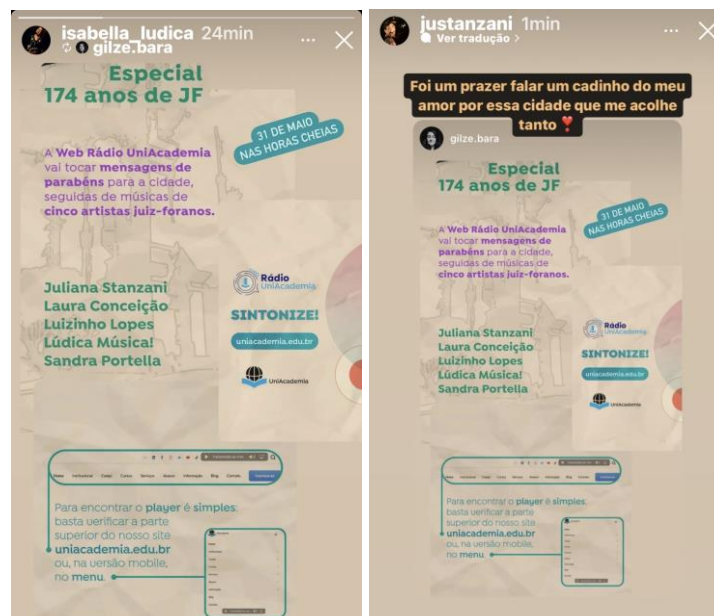 isabella_ludica 24min
gilze.bara
Especial
174 anos de JF
31 DE MAIO
NAS HORAS CHEIAS
A Web Rádio UniAcademia
vai tocar mensagens de
parabéns para a cidade,
seguidas de músicas de
cinco artistas juiz-foranos.
Juliana Stanzani
Laura Conceição
Luizinho Lopes
Lúdica Música!
Sandra Portella
Rádio
UniAcademia
SINTONIZE!
uniacademia.edu.br
UniAcademia
Para encontrar o player é simples:
basta verificar a parte
superior do nosso site
uniacademia.edu.br
ou, na versão mobile,
no menu.
justanzani 1min
Ver tradução >
Foi um prazer falar um cadinho do meu
amor por essa cidade que me acolhe
tanto ❣️
gilze.bara
Especial
174 anos de JF
31 DE MAIO
NAS HORAS CHEIAS
A Web Rádio UniAcademia
vai tocar mensagens de
parabéns para a cidade,
seguidas de músicas de
cinco artistas juiz-foranos.
Juliana Stanzani
Laura Conceição
Luizinho Lopes
Lúdica Música!
Sandra Portella
Rádio
UniAcademia
SINTONIZE!
uniacademia.edu.br
UniAcademia
Para encontrar o player é simples:
basta verificar a parte
superior do nosso site
uniacademia.edu.br
ou, na versão mobile,
no menu.